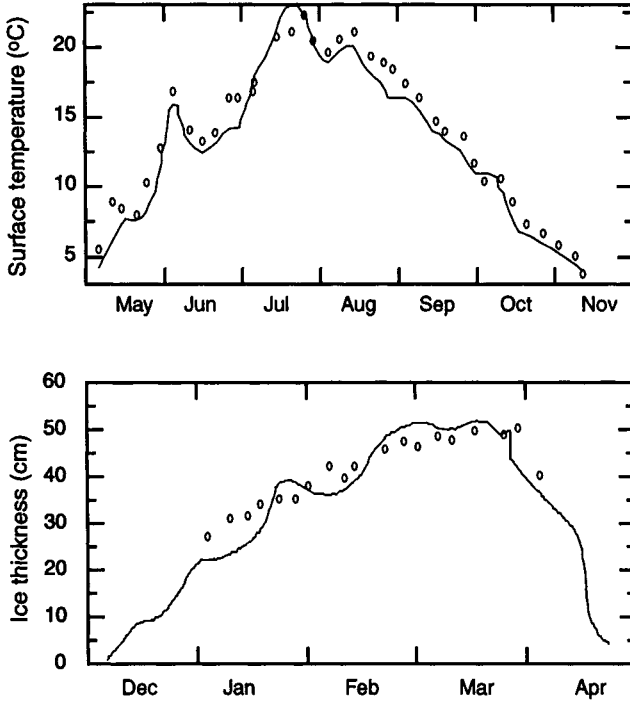 Surface temperature (ºC)
20
15
10
5
May Jun Jul Aug Sep Oct Nov
Ice thickness (cm)
60
50
40
30
20
10
0
Dec Jan Feb Mar Apr